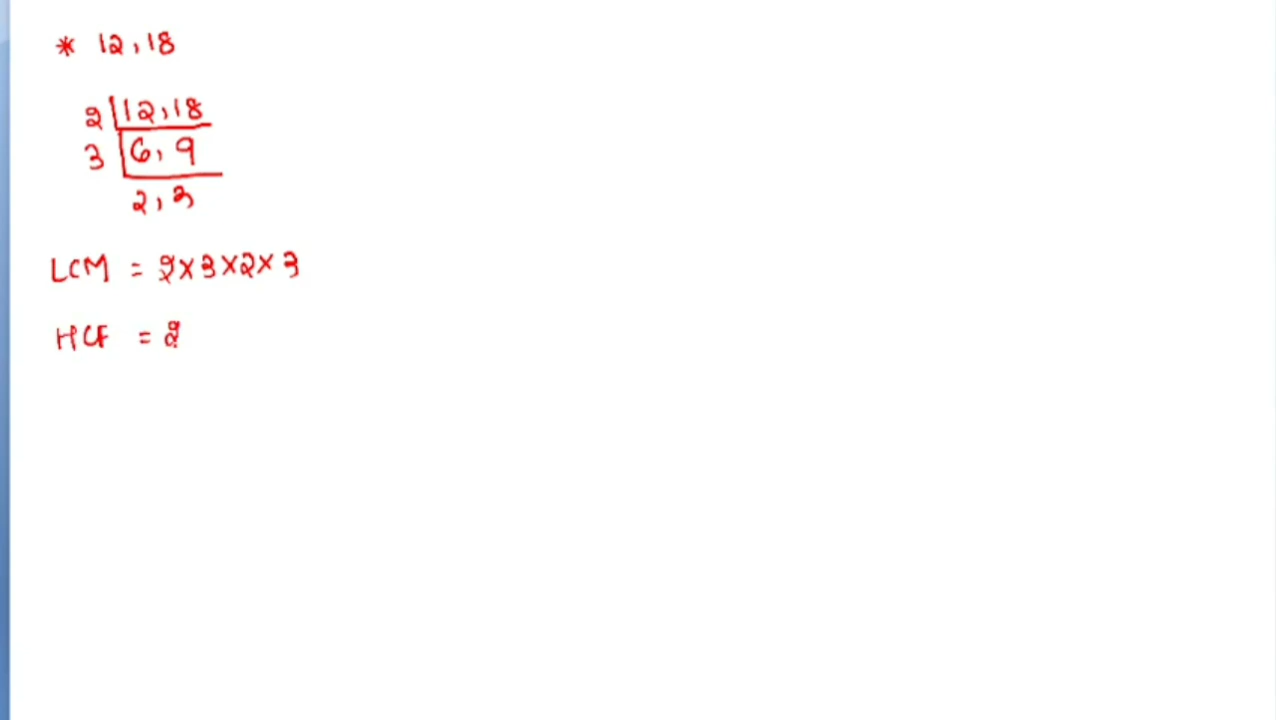 * 12,18
2 | 12,18
3 | 6, 9
2, 3
LCM = 2×3×2×3
HCF = 2